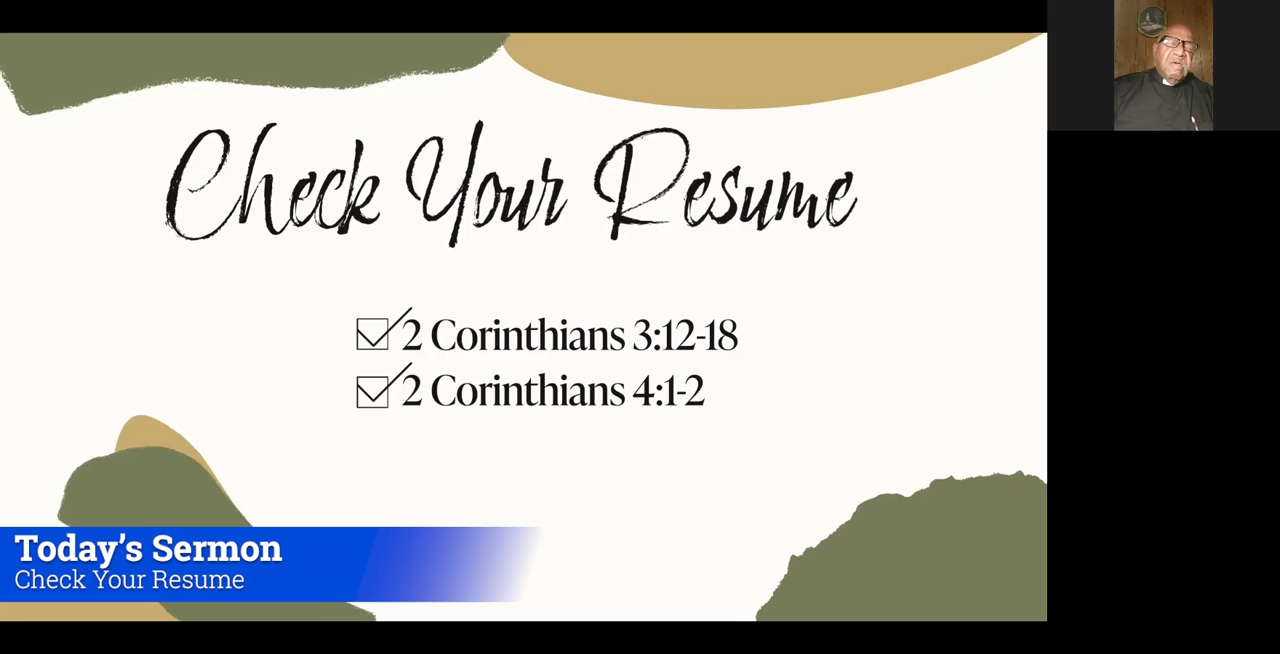 Check Your Resume
2 Corinthians 3:12-18
2 Corinthians 4:1-2
Today's Sermon
Check Your Resume